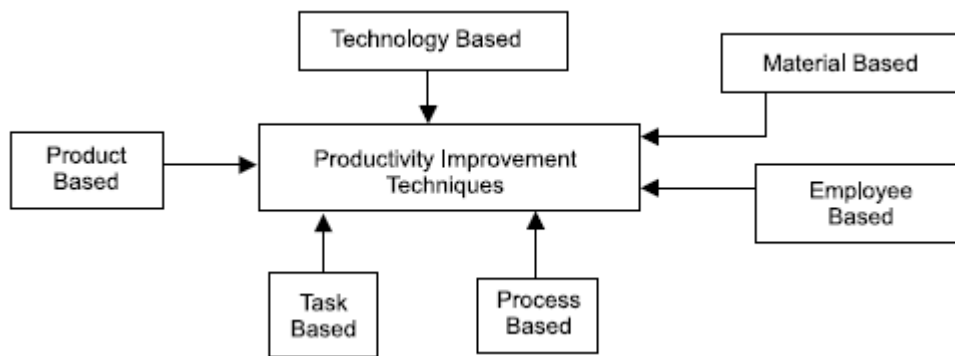 Technology Based
Material Based
Product
Based
Productivity Improvement
Techniques
Employee
Based
Task
Based
Process
Based